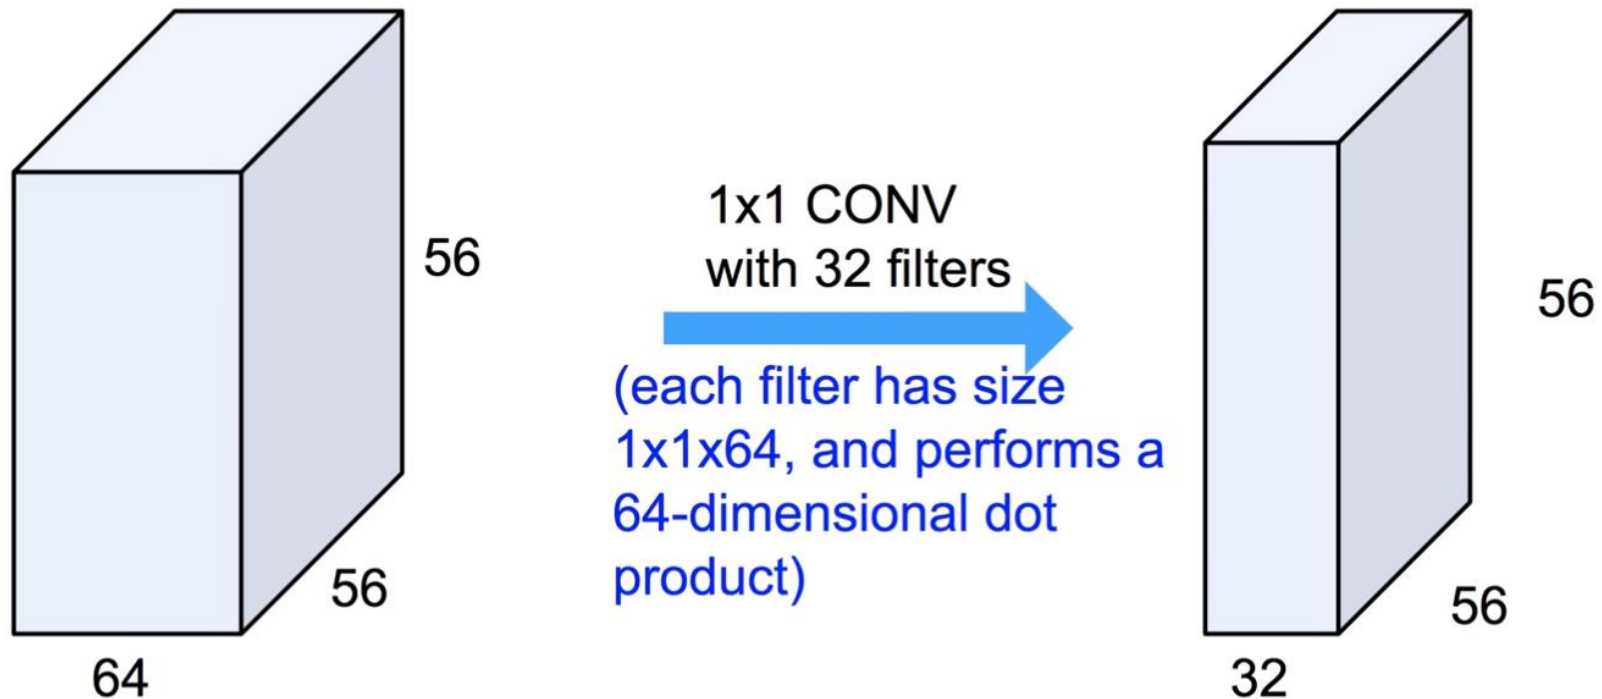 56
56
64
1x1 CONV
with 32 filters
(each filter has size
1x1x64, and performs a
64-dimensional dot
product)
56
56
32